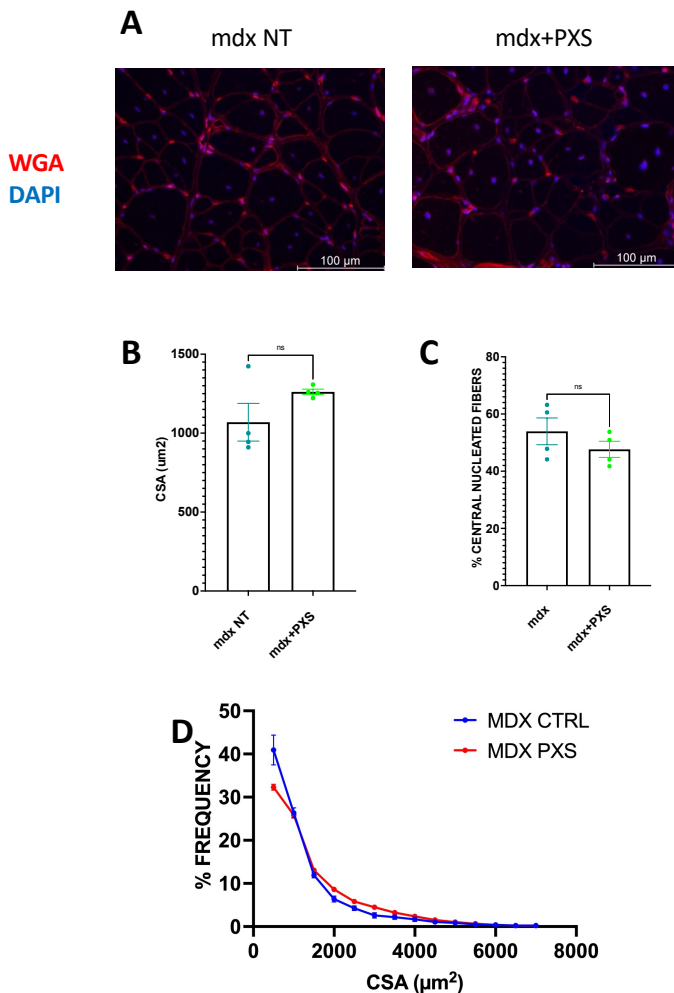 A
mdx NT
mdx+PXS
WGA
DAPI
100 µm
100 µm
B
ns
1500
1000
500
0
CSA (um2)
mdx NT
mdx+PXS
C
ns
80
60
40
20
0
% CENTRAL NUCLEATED FIBERS
mdx
mdx+PXS
D
50
40
30
20
10
0
% FREQUENCY
MDX CTRL
MDX PXS
0
2000
4000
6000
8000
CSA (µm²)